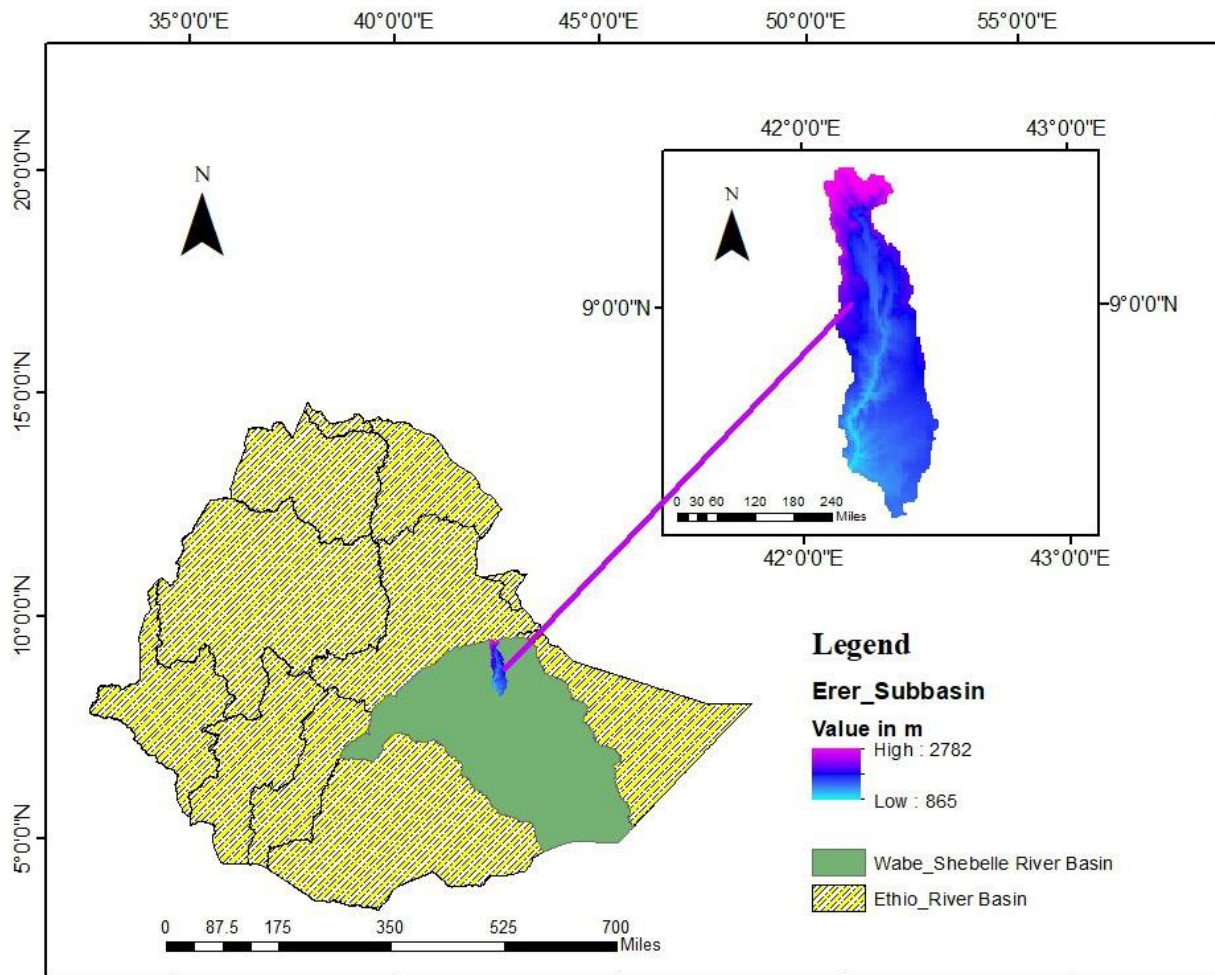 35°0'0"E 40°0'0"E 45°0'0"E 50°0'0"E 55°0'0"E
20°0'0"N
15°0'0"N
10°0'0"N
5°0'0"N
N
42°0'0"E 43°0'0"E
N
9°0'0"N 9°0'0"N
0 30 60 120 180 240
Miles
42°0'0"E 43°0'0"E
Legend
Erer_Subbasin
Value in m
High : 2782
Low : 865
Wabe_Shebelle River Basin
Ethio_River Basin
0 87.5 175 350 525 700
Miles